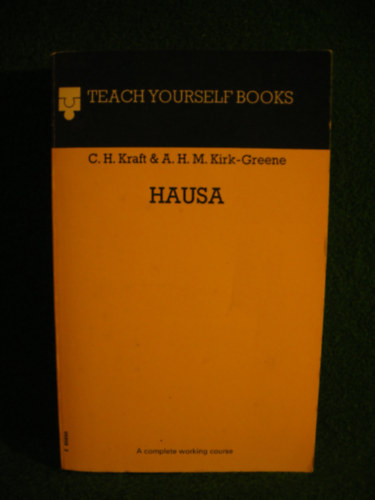 TEACH YOURSELF BOOKS
C. H. Kraft & A. H. M. Kirk-Greene
HAUSA
A complete working course